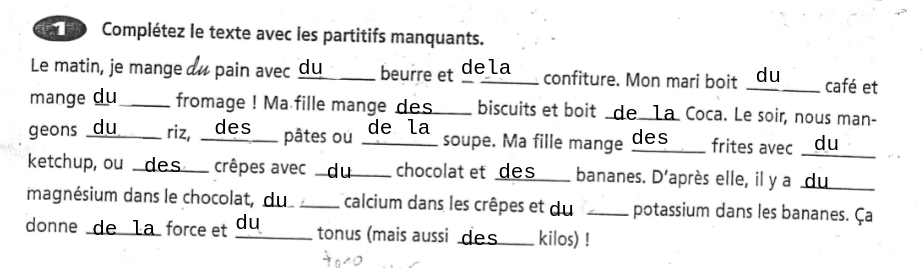 1 Complétez le texte avec les partitifs manquants.
Le matin, je mange du pain avec du beurre et dela confiture. Mon mari boit du café et
mange du fromage ! Ma fille mange des biscuits et boit de la Coca. Le soir, nous man-
geons du riz, des pâtes ou de la soupe. Ma fille mange des frites avec du
ketchup, ou des crêpes avec du chocolat et des bananes. D'après elle, il y a du
magnésium dans le chocolat, du calcium dans les crêpes et du potassium dans les bananes. Ça
donne de la force et du tonus (mais aussi des kilos) !